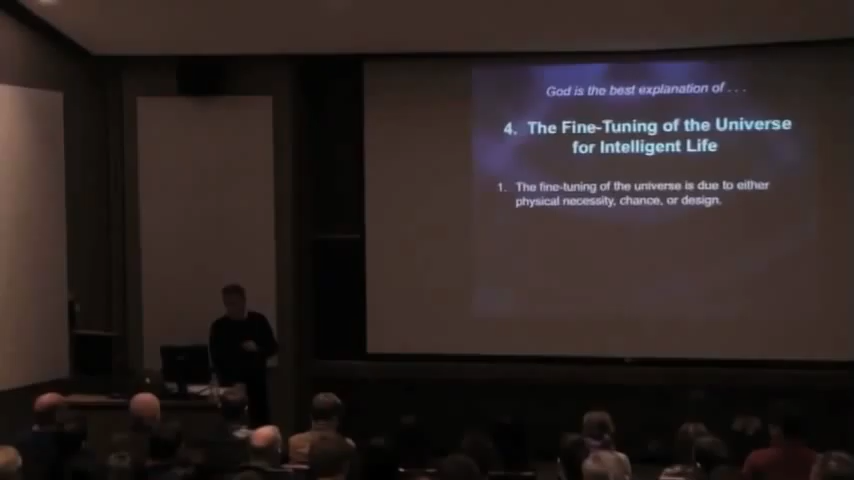 God is the best explanation of . . .
4. The Fine-Tuning of the Universe
for Intelligent Life
1. The fine-tuning of the universe is due to either
physical necessity, chance, or design.